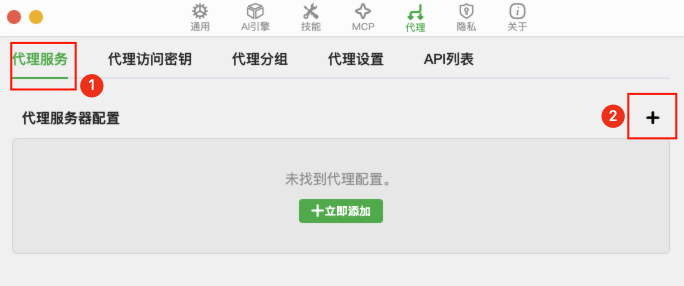 通用 AI引擎 技能 MCP 代理 隐私 关于
代理服务 代理访问密钥 代理分组 代理设置 API列表
1
代理服务器配置 2 +
未找到代理配置。
+立即添加